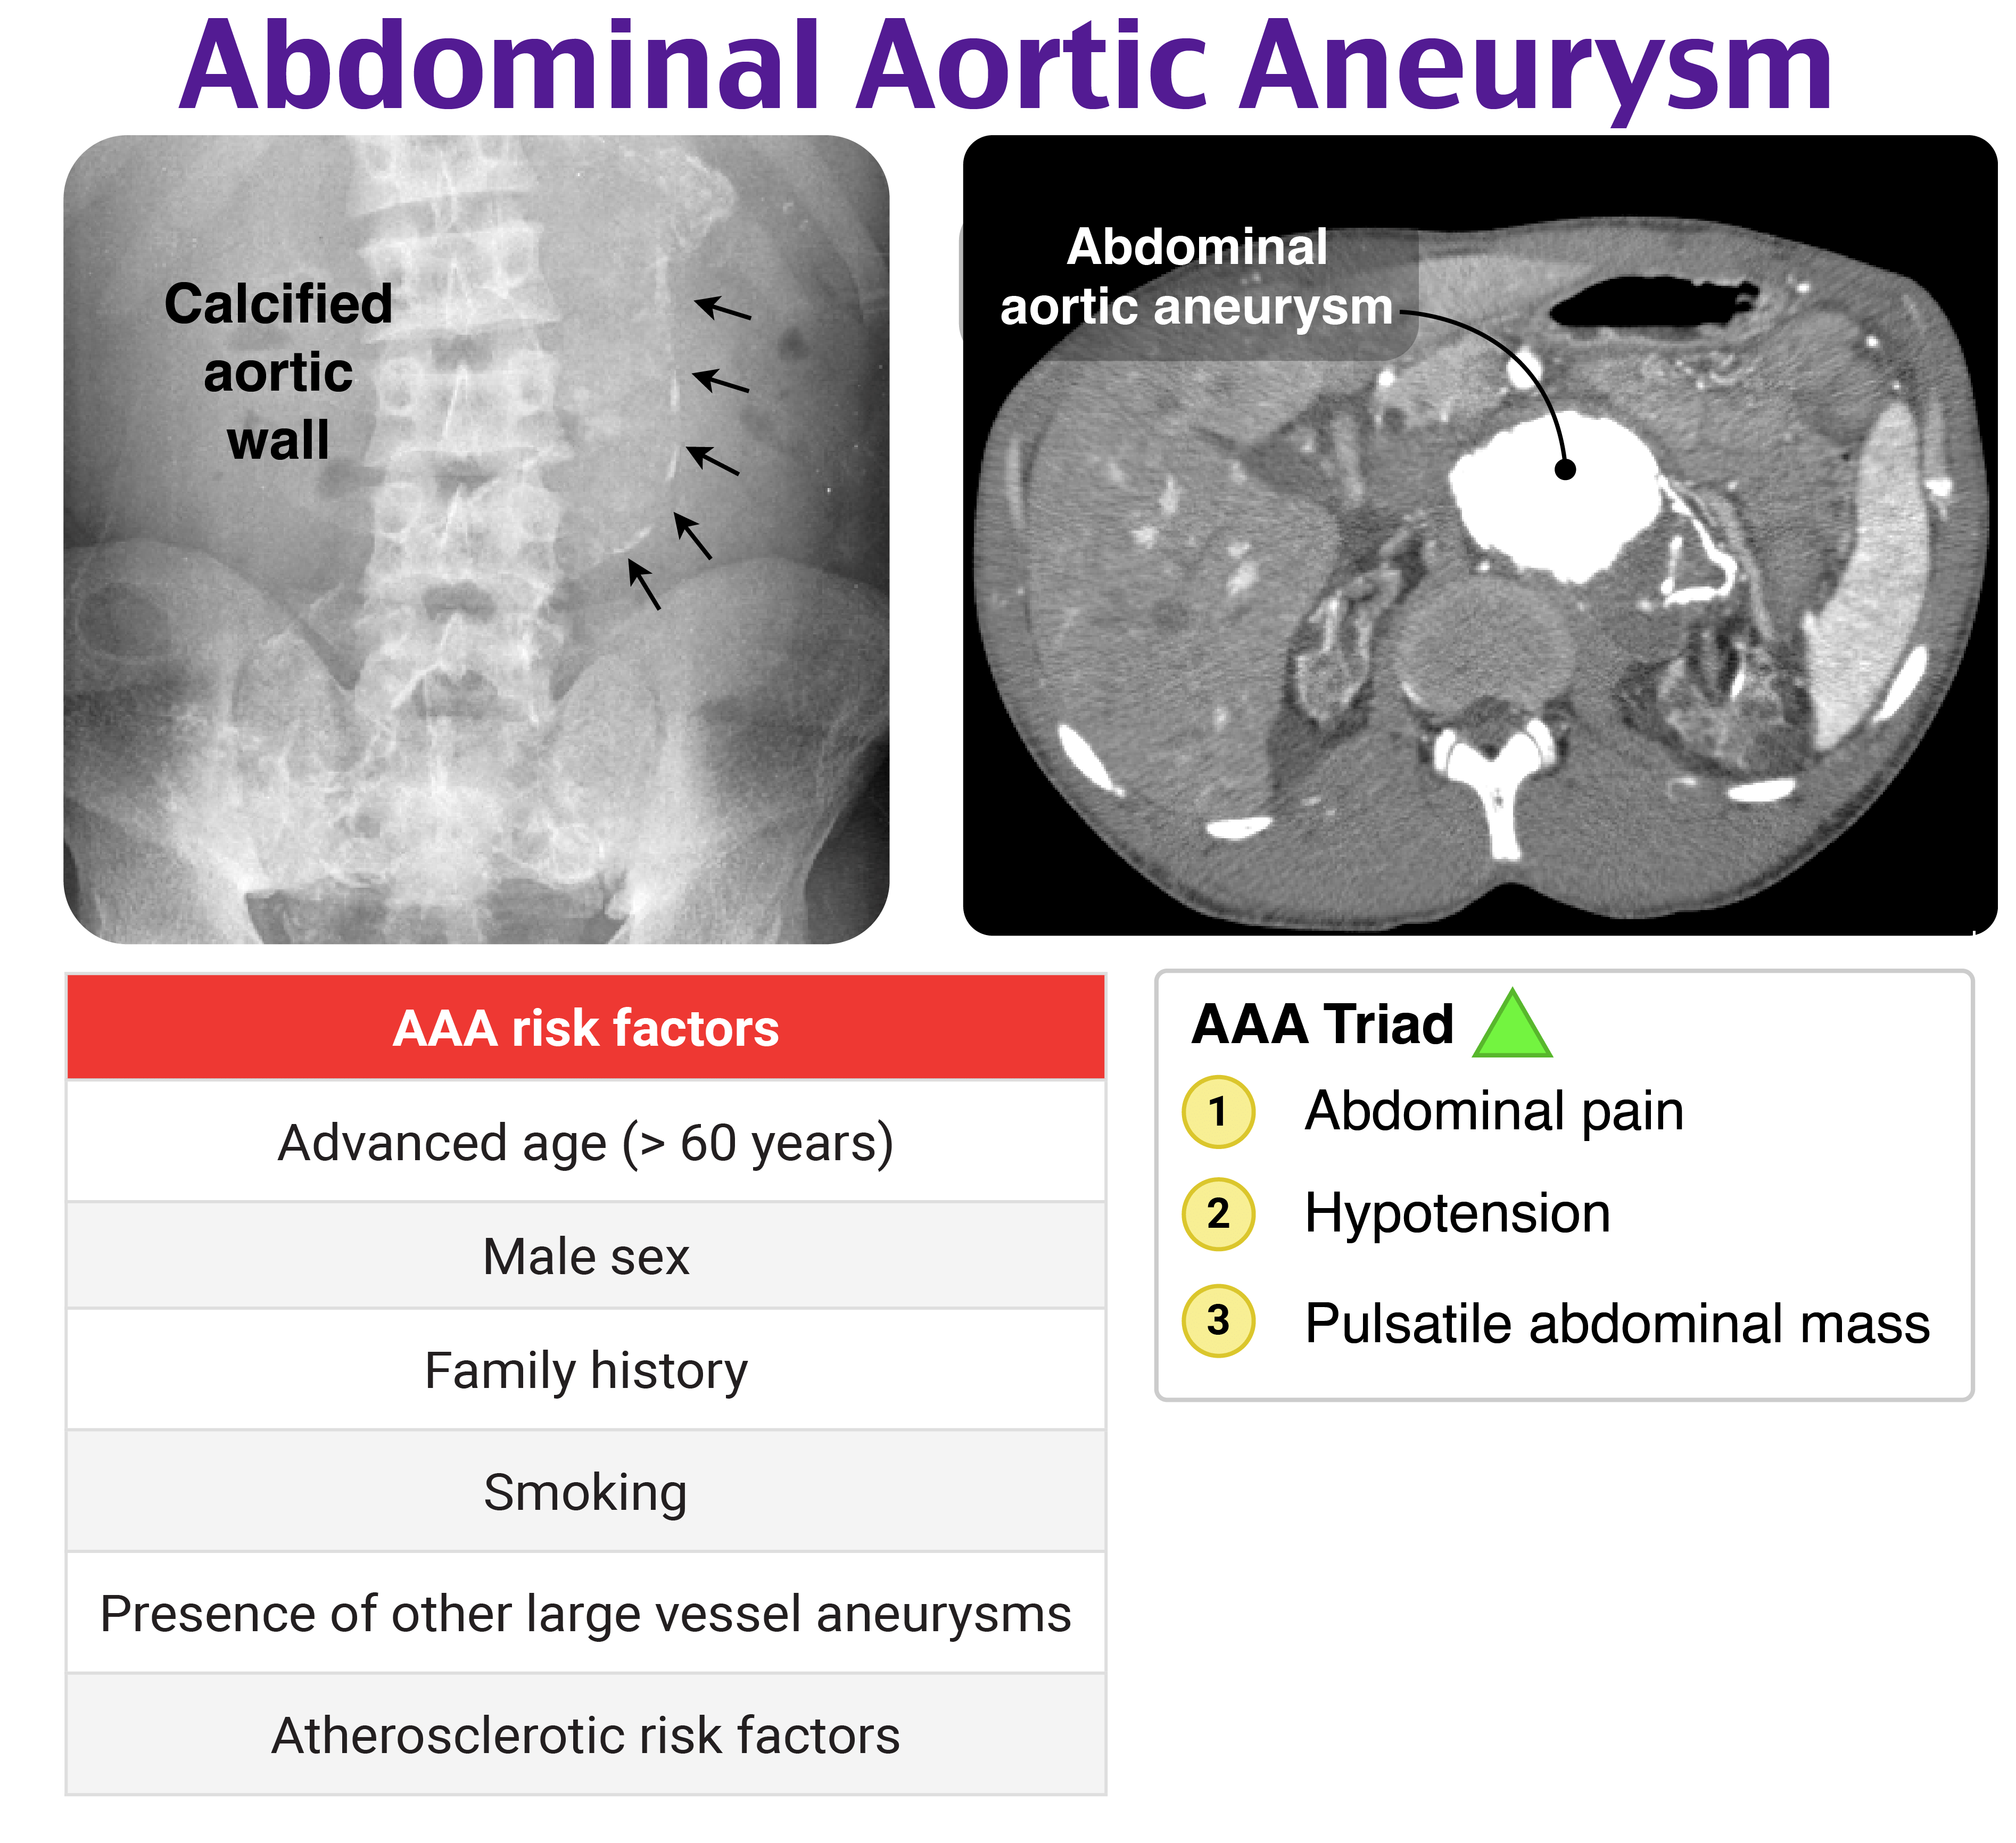 Abdominal Aortic Aneurysm
Calcified
aortic
wall
Abdominal
aortic aneurysm
AAA risk factors
Advanced age (> 60 years)
Male sex
Family history
Smoking
Presence of other large vessel aneurysms
Atherosclerotic risk factors
AAA Triad
1 Abdominal pain
2 Hypotension
3 Pulsatile abdominal mass